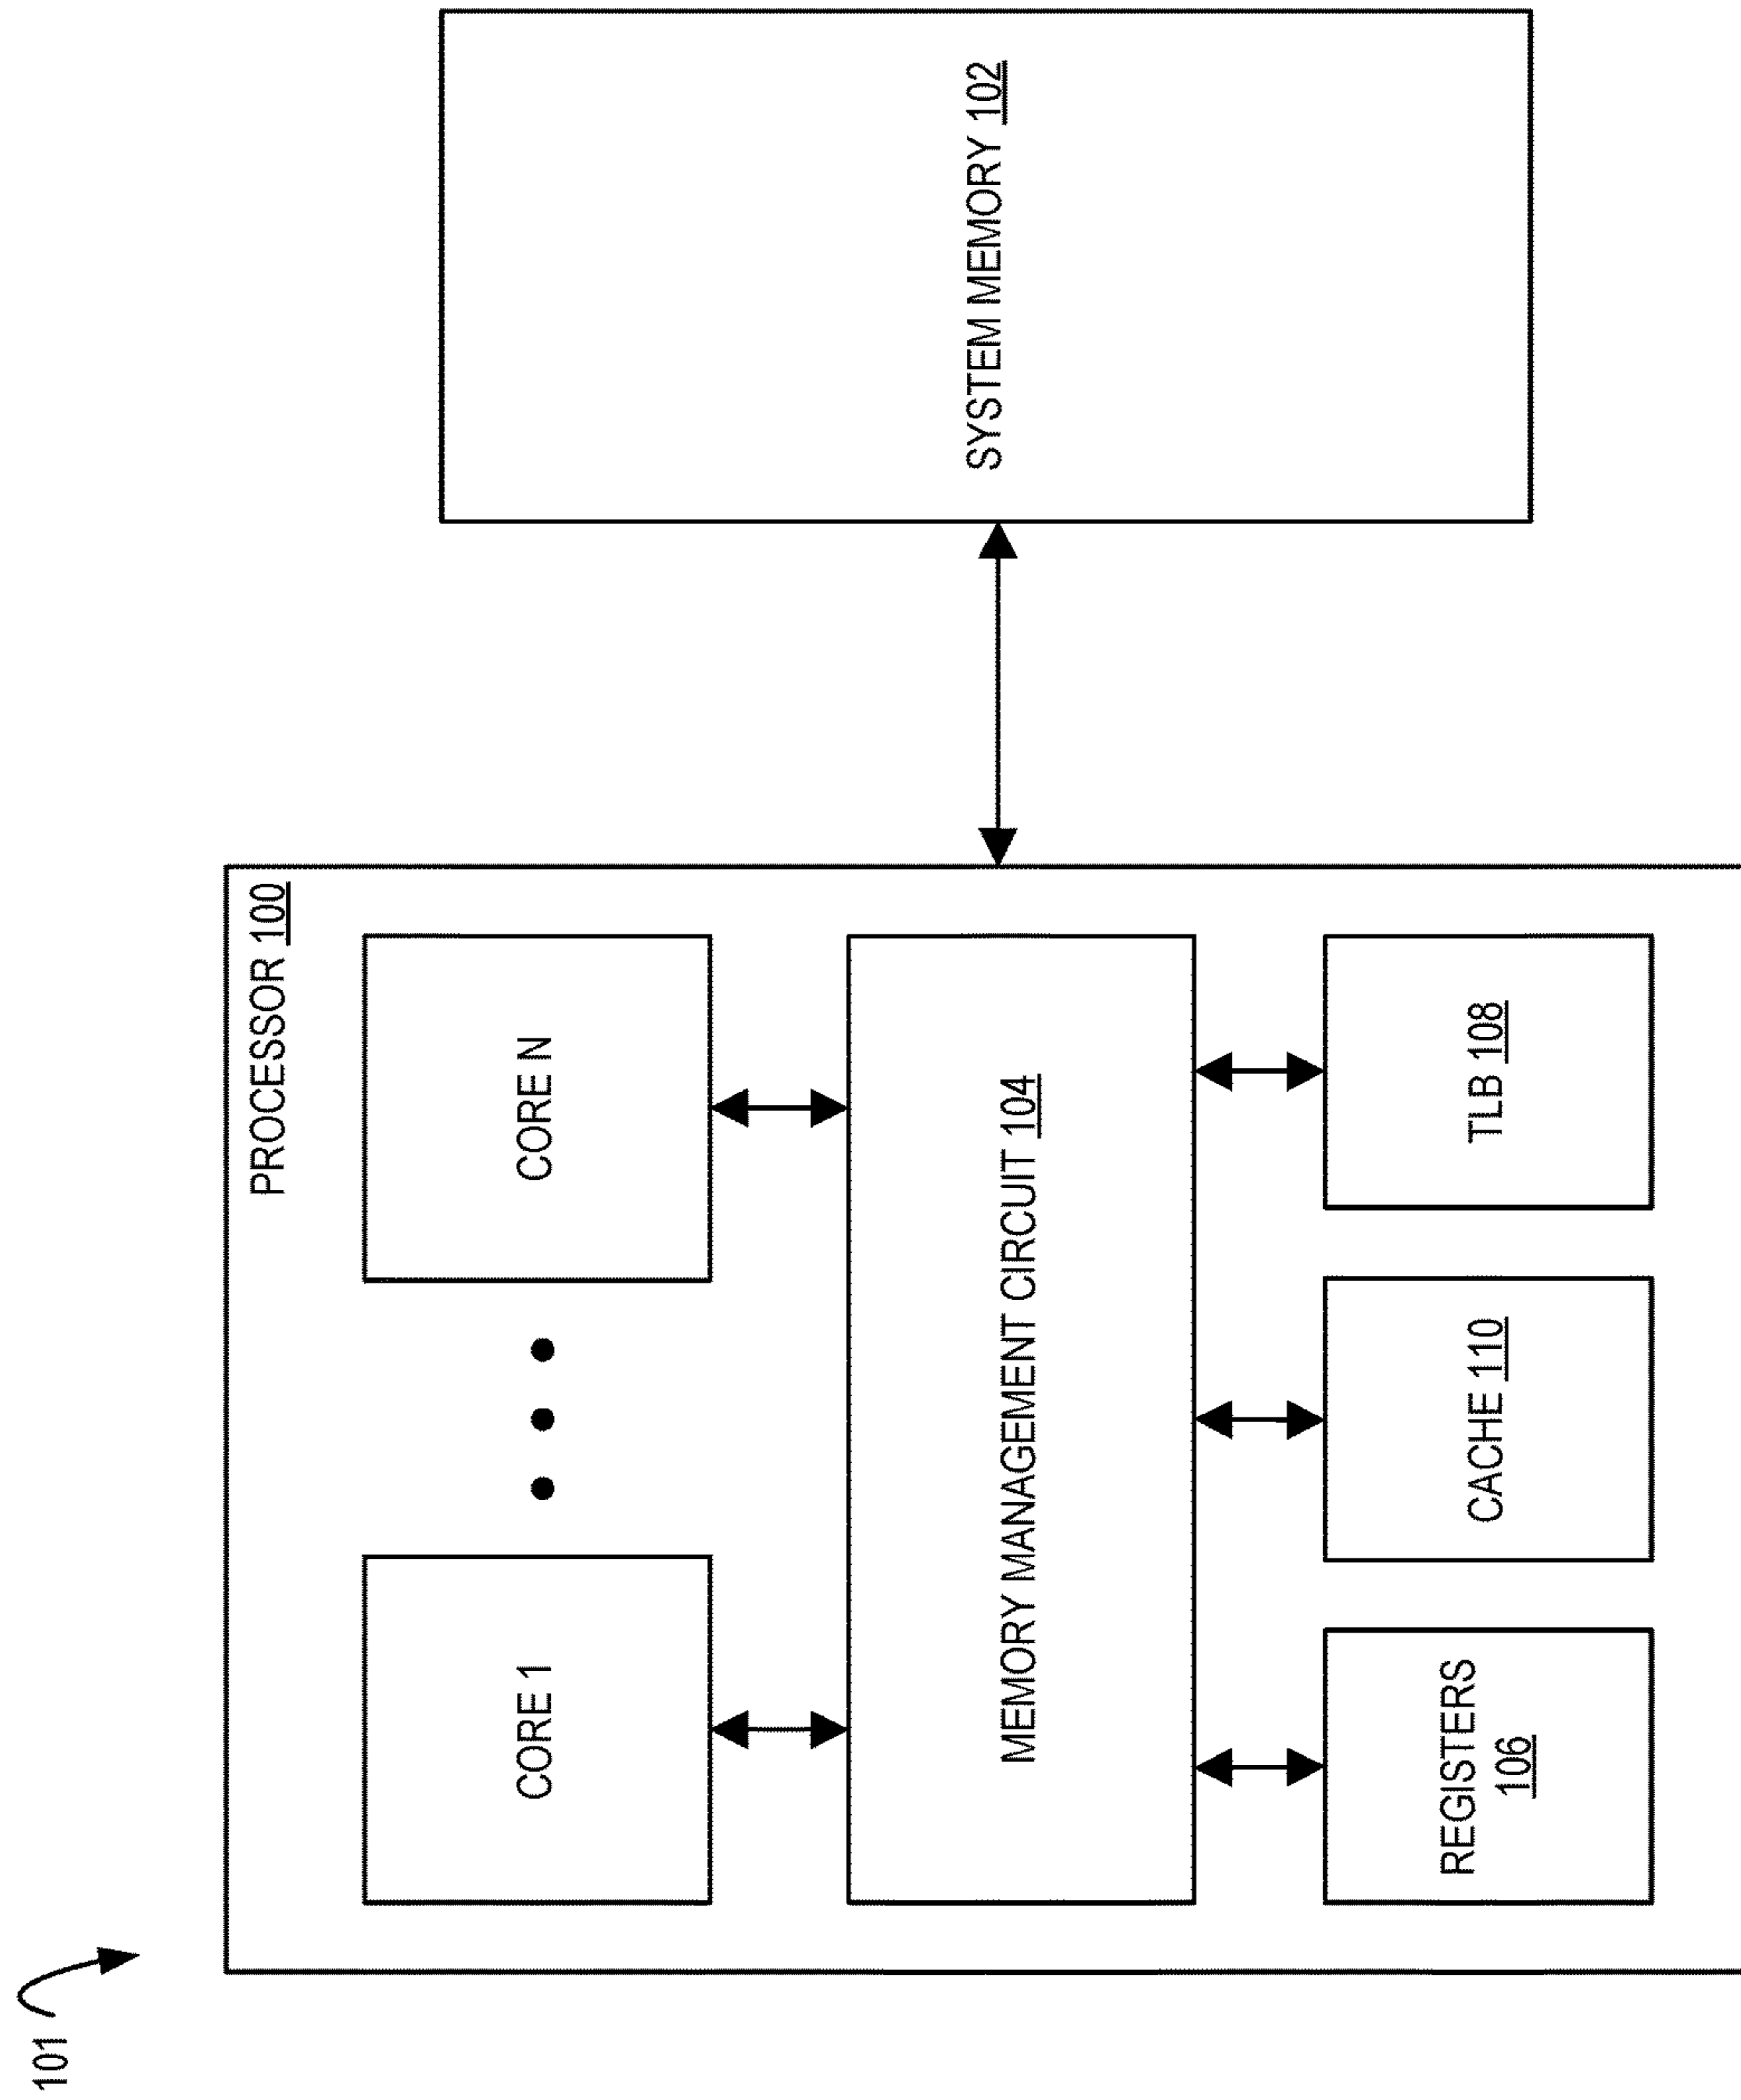 101
PROCESSOR 100
CORE 1
CORE N
MEMORY MANAGEMENT CIRCUIT 104
REGISTERS
106
CACHE 110
TLB 108
SYSTEM MEMORY 102